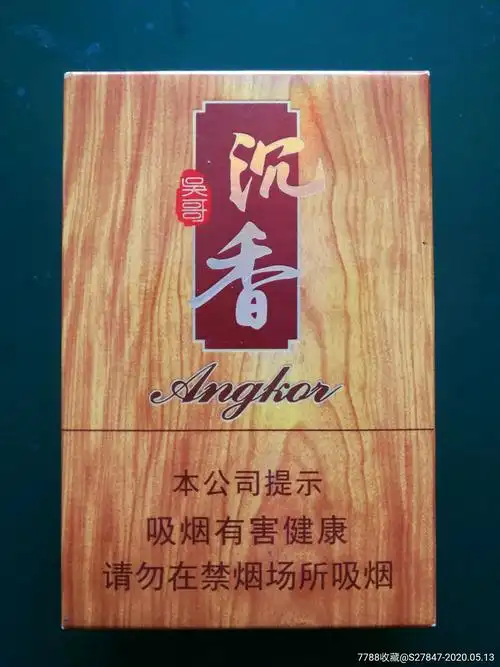 吴哥
沉香
Angkor
本公司提示
吸烟有害健康
请勿在禁烟场所吸烟
7788收藏@S27847-2020.05.13